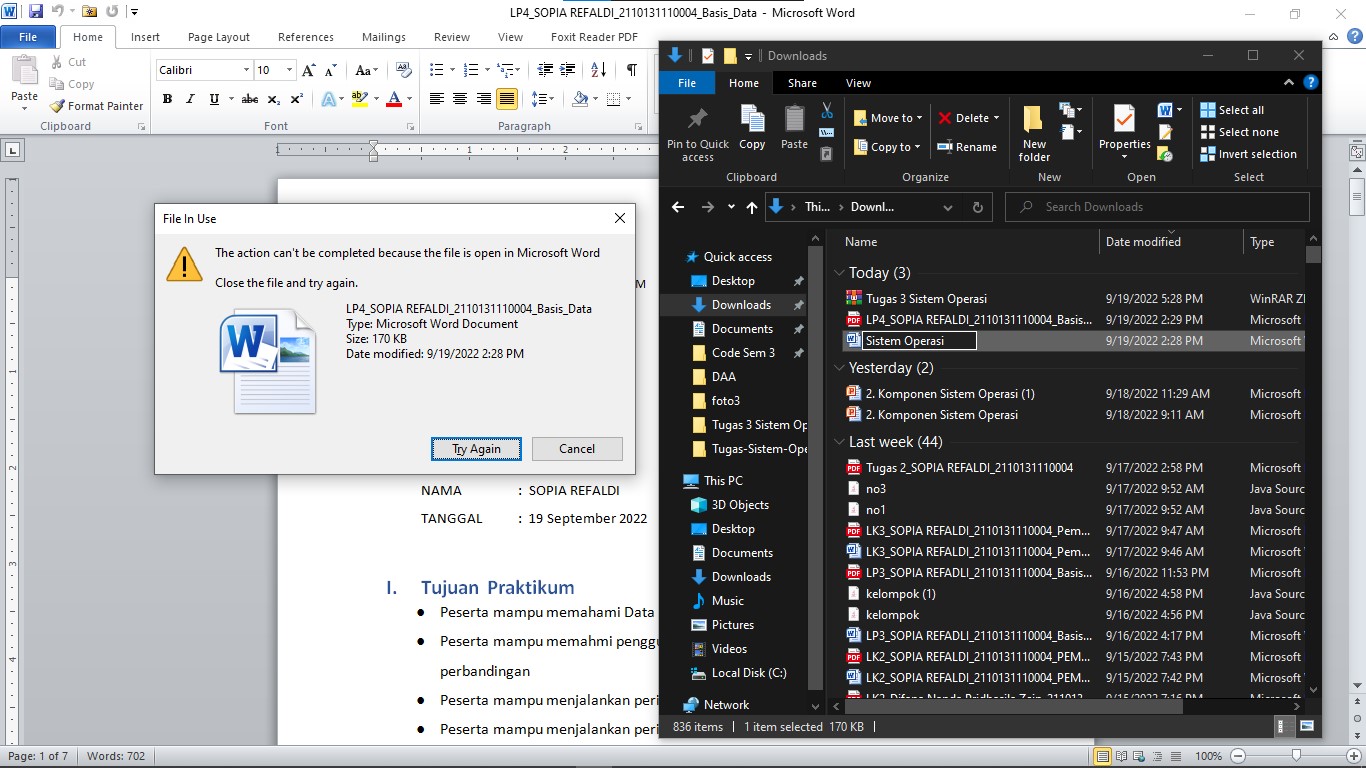 LP4_SOPIA REFALDI_2110131110004_Basis_Data - Microsoft Word
File Home Insert Page Layout References Mailings Review View Foxit Reader PDF
Paste
Cut
Copy
Format Painter
Clipboard
Calibri 10
Font
Paragraph
File In Use
The action can't be completed because the file is open in Microsoft Word
Close the file and try again.
LP4_SOPIA REFALDI_2110131110004_Basis_Data
Type: Microsoft Word Document
Size: 170 KB
Date modified: 9/19/2022 2:28 PM
Try Again Cancel
M
NAMA : SOPIA REFALDI
TANGGAL : 19 September 2022
I. Tujuan Praktikum
● Peserta mampu memahami Data
● Peserta mampu memahmi penggu
perbandingan
● Peserta mampu menjalankan peri
● Peserta mampu menjalankan peri
Page: 1 of 7 Words: 702
100%
Downloads
File Home Share View
Pin to Quick access
Copy
Paste
Clipboard
Move to
Copy to
Delete
Rename
Organize
New folder
New
Properties
Open
Select all
Select none
Invert selection
Select
Thi... Downl...
Search Downloads
Quick access
Desktop
Downloads
Documents
Code Sem 3
DAA
foto3
Tugas 3 Sistem Op
Tugas-Sistem-Ope
This PC
3D Objects
Desktop
Documents
Downloads
Music
Pictures
Videos
Local Disk (C:)
Network
Name Date modified Type
Today (3)
Tugas 3 Sistem Operasi 9/19/2022 5:28 PM WinRAR ZI
LP4_SOPIA REFALDI_2110131110004_Basis... 9/19/2022 2:29 PM Microsoft
Sistem Operasi 9/19/2022 2:28 PM Microsoft
Yesterday (2)
2. Komponen Sistem Operasi (1) 9/18/2022 11:29 AM Microsoft
2. Komponen Sistem Operasi 9/18/2022 9:11 AM Microsoft
Last week (44)
Tugas 2_SOPIA REFALDI_2110131110004 9/17/2022 2:58 PM Microsoft
no3 9/17/2022 9:52 AM Java Sourc
no1 9/17/2022 9:52 AM Java Sourc
LK3_SOPIA REFALDI_2110131110004_Pem... 9/17/2022 9:47 AM Microsoft
LK3_SOPIA REFALDI_2110131110004_Pem... 9/17/2022 9:46 AM Microsoft
LP3_SOPIA REFADLI_2110131110004_Basis... 9/16/2022 11:53 PM Microsoft
kelompok (1) 9/16/2022 4:58 PM Java Sourc
kelompok 9/16/2022 4:56 PM Java Sourc
LP3_SOPIA REFADLI_2110131110004_Basis... 9/16/2022 4:17 PM Microsoft
LK2_SOPIA REFALDI_2110131110004_PEM... 9/15/2022 7:43 PM Microsoft
LK2_SOPIA REFALDI_2110131110004_PEM... 9/15/2022 7:42 PM Microsoft
836 items 1 item selected 170 KB